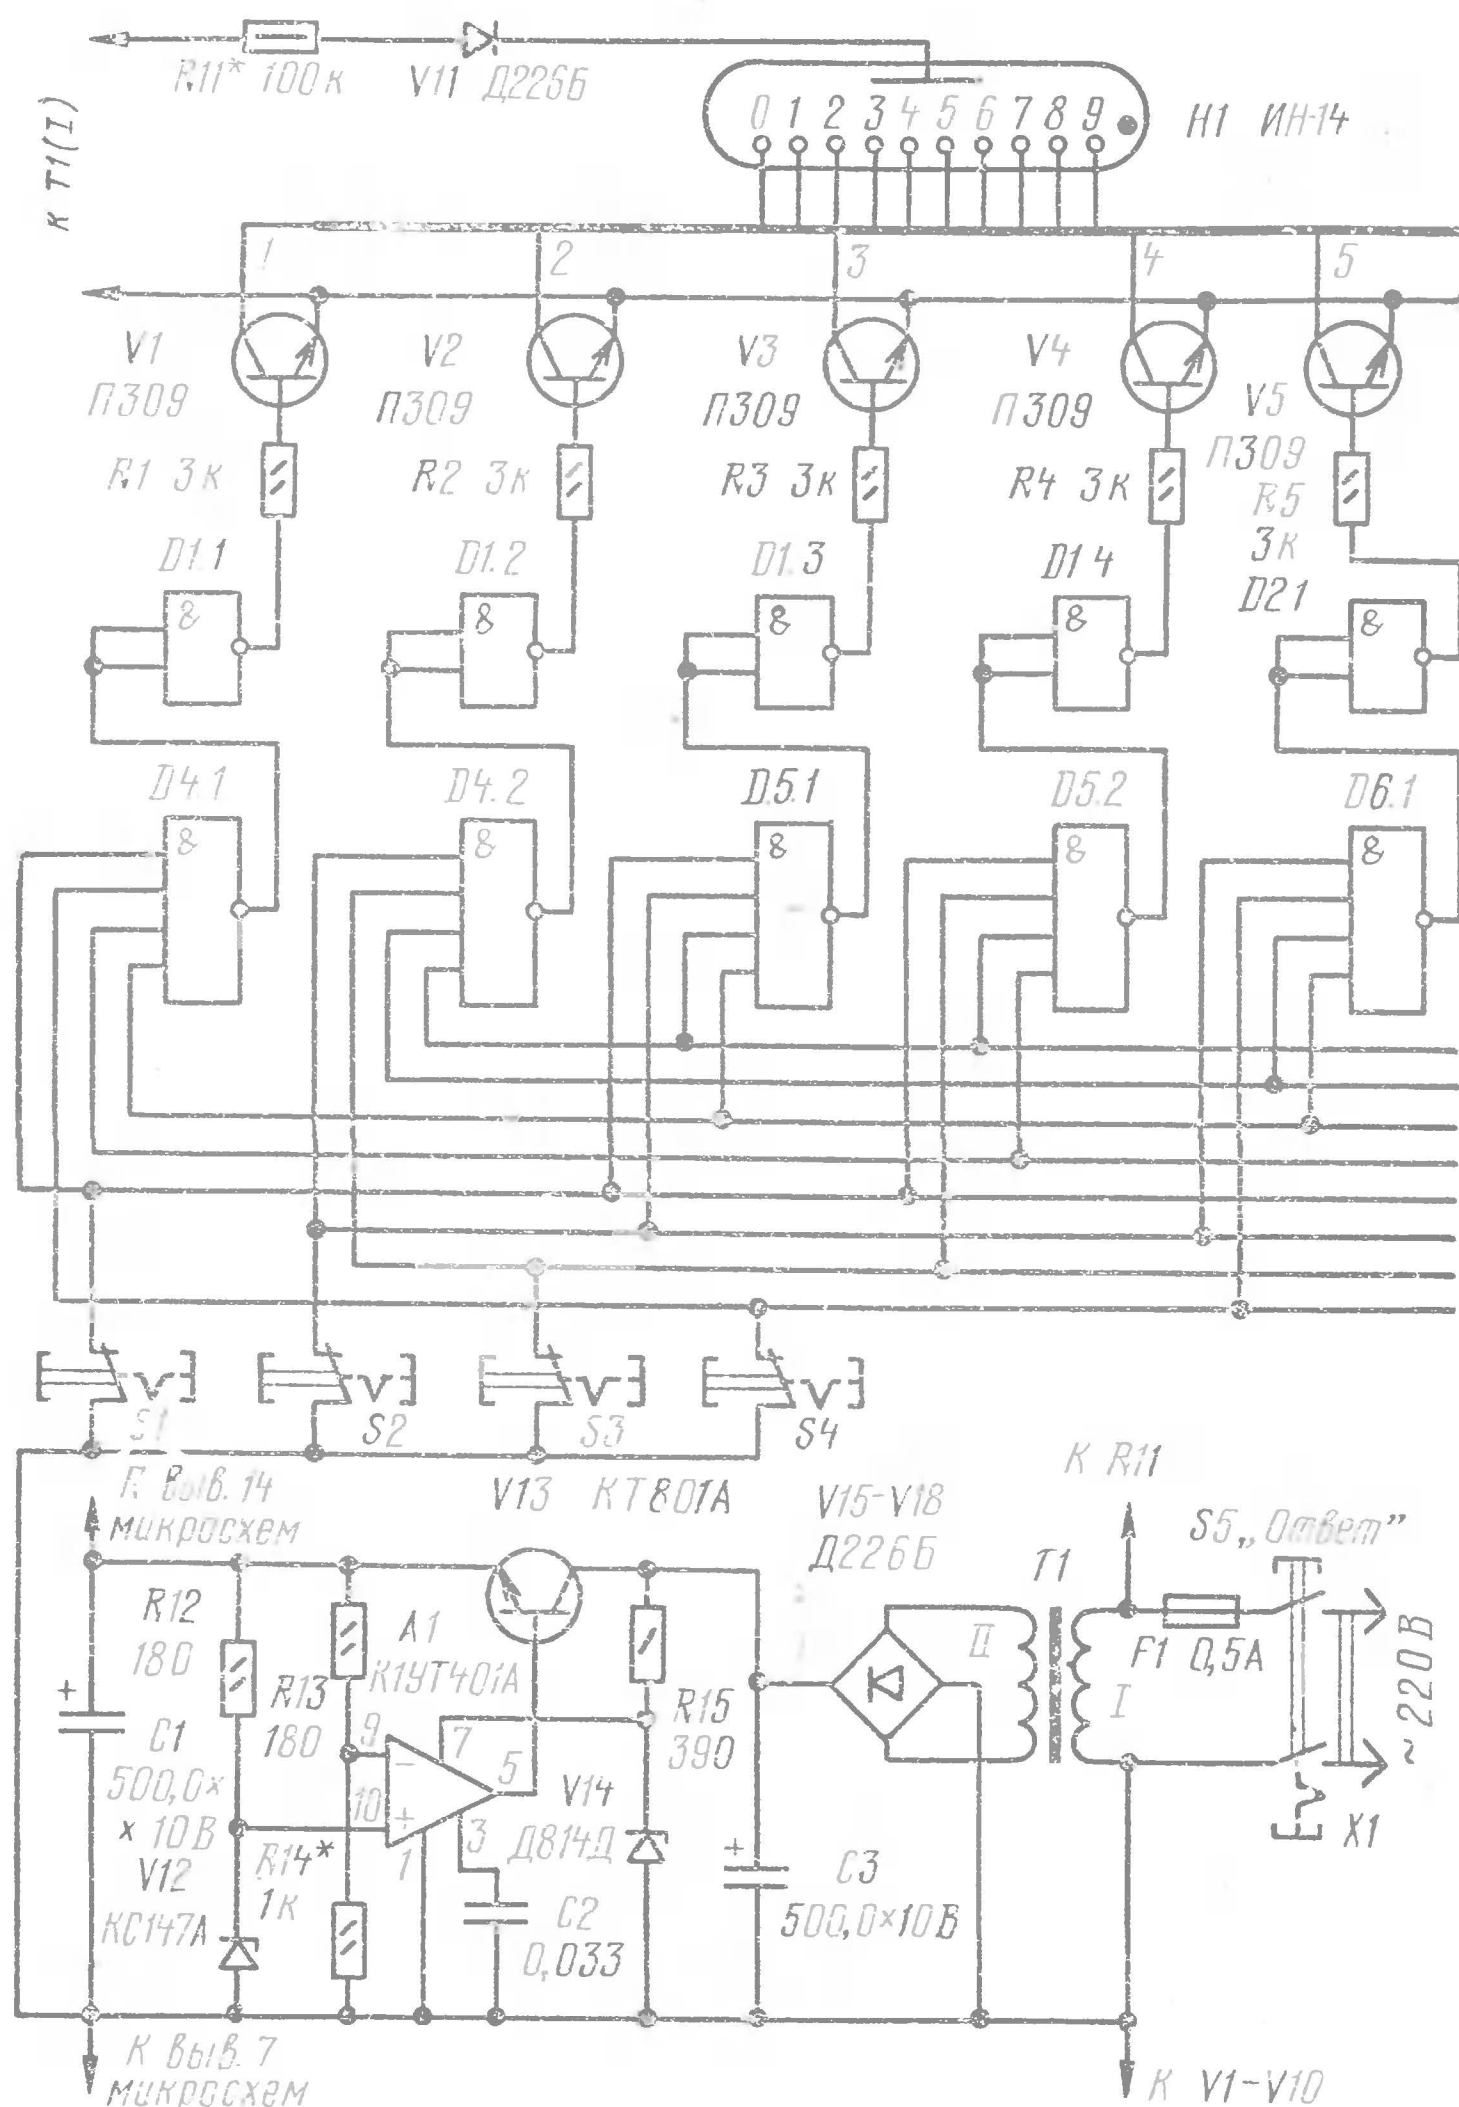 R11* 100к
V11 Д226Б
0 1 2 3 4 5 6 7 8 9
H1 ИН-14
К Т1(I)
1
2
3
4
5
V1
П309
V2
П309
V3
П309
V4
П309
V5
П309
R1 3к
R2 3к
R3 3к
R4 3к
R5
3к
D1.1
&
D1.2
&
D1.3
&
D1 4
&
D2 1
&
D4.1
&
D4.2
&
D.5.1
&
D5.2
&
D6.1
&
S1
S2
S3
S4
выв. 14
микросхем
V13 КТ801А
V15-V18
Д226Б
К R11
S5 „Ответ”
T1
R12
180
A1
К1УТ401А
II
F1 0,5A
I
~220В
+
R13
180
9
7
−
5
10
+
3
1
R15
390
C1
500,0×
× 10В
V14
Д814Д
X1
V12
КС147А
R14*
1к
C2
0,033
+
C3
500,0×10В
К выв. 7
микросхем
К V1-V10